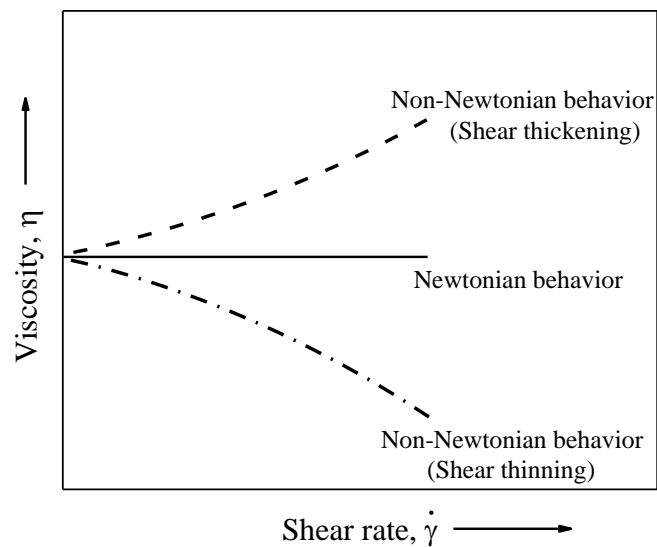 Non-Newtonian behavior
(Shear thickening)
Viscosity, η
Newtonian behavior
Non-Newtonian behavior
(Shear thinning)
Shear rate, γ̇